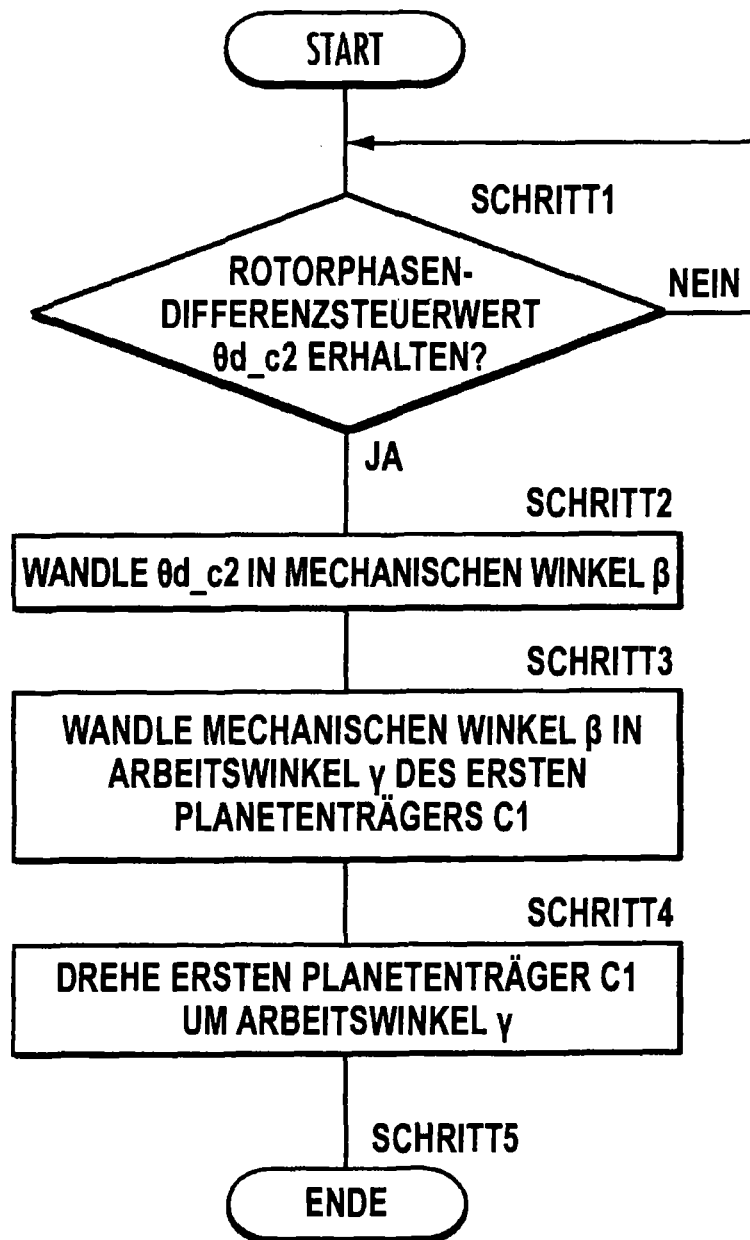 START
SCHRITT1
ROTORPHASEN-
DIFFERENZSTEUERWERT
θd_c2 ERHALTEN?
NEIN
JA
SCHRITT2
WANDLE θd_c2 IN MECHANISCHEN WINKEL β
SCHRITT3
WANDLE MECHANISCHEN WINKEL β IN
ARBEITSWINKEL γ DES ERSTEN
PLANETENTRÄGERS C1
SCHRITT4
DREHE ERSTEN PLANETENTRÄGER C1
UM ARBEITSWINKEL γ
SCHRITT5
ENDE